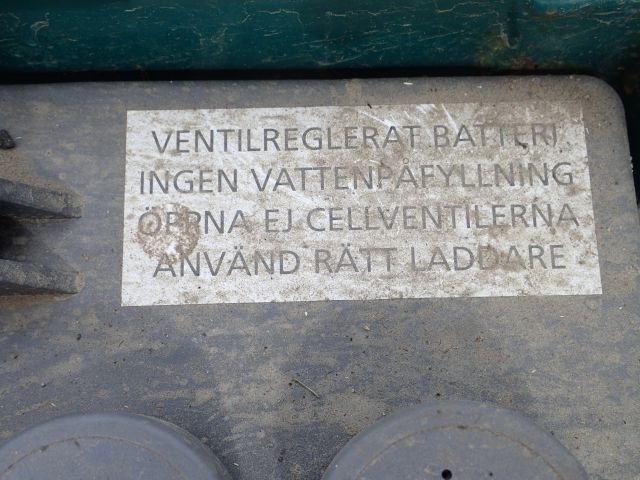 VENTILREGLERAT BATTERI
INGEN VATTENPÅFYLLNING
ÖPPNA EJ CELLVENTILERNA
ANVÄND RÄTT LADDARE